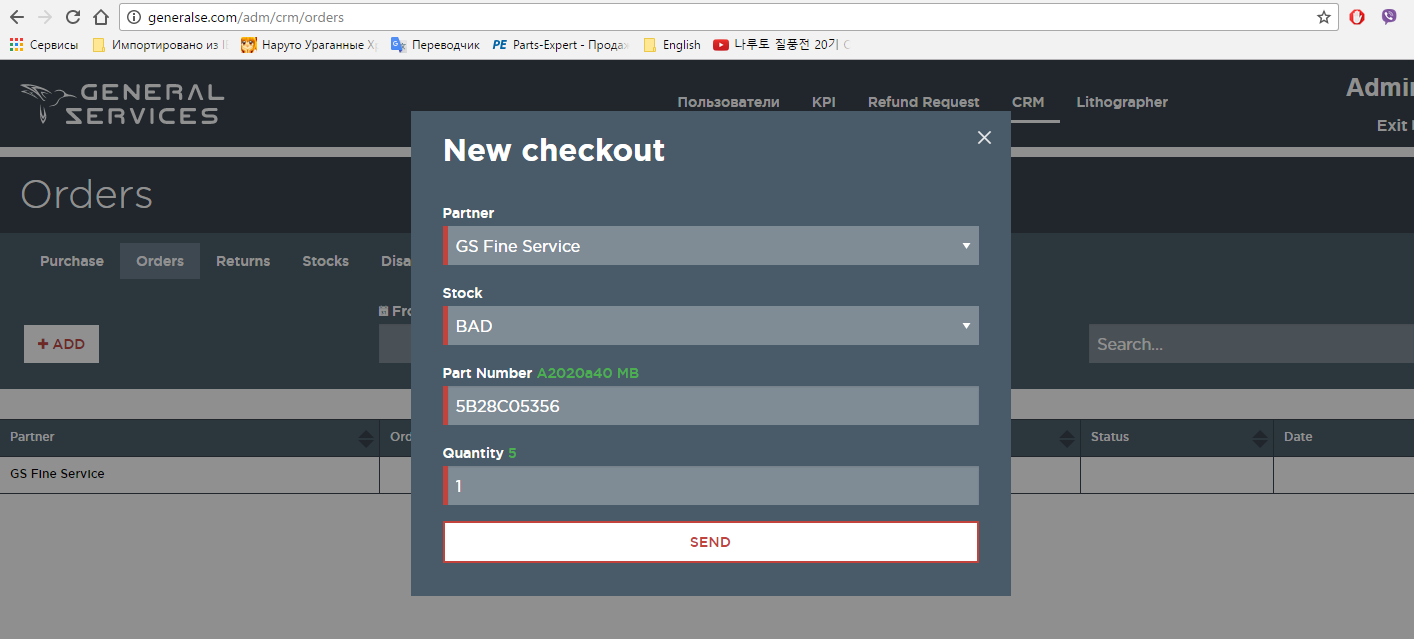 generalse.com/adm/crm/orders
Сервисы Импортировано из IE Наруто Ураганные Хр Переводчик PE Parts-Expert - Продаж English 나루토 질풍전 20기
GENERAL
SERVICES
Пользователи KPI Refund Request CRM Lithographer
Admin
Exit
Orders
Purchase Orders Returns Stocks Disa
Fro
+ ADD
Search...
Partner Ord Status Date
GS Fine Service
New checkout
Partner
GS Fine Service
Stock
BAD
Part Number A2020a40 MB
5B28C05356
Quantity 5
1
SEND